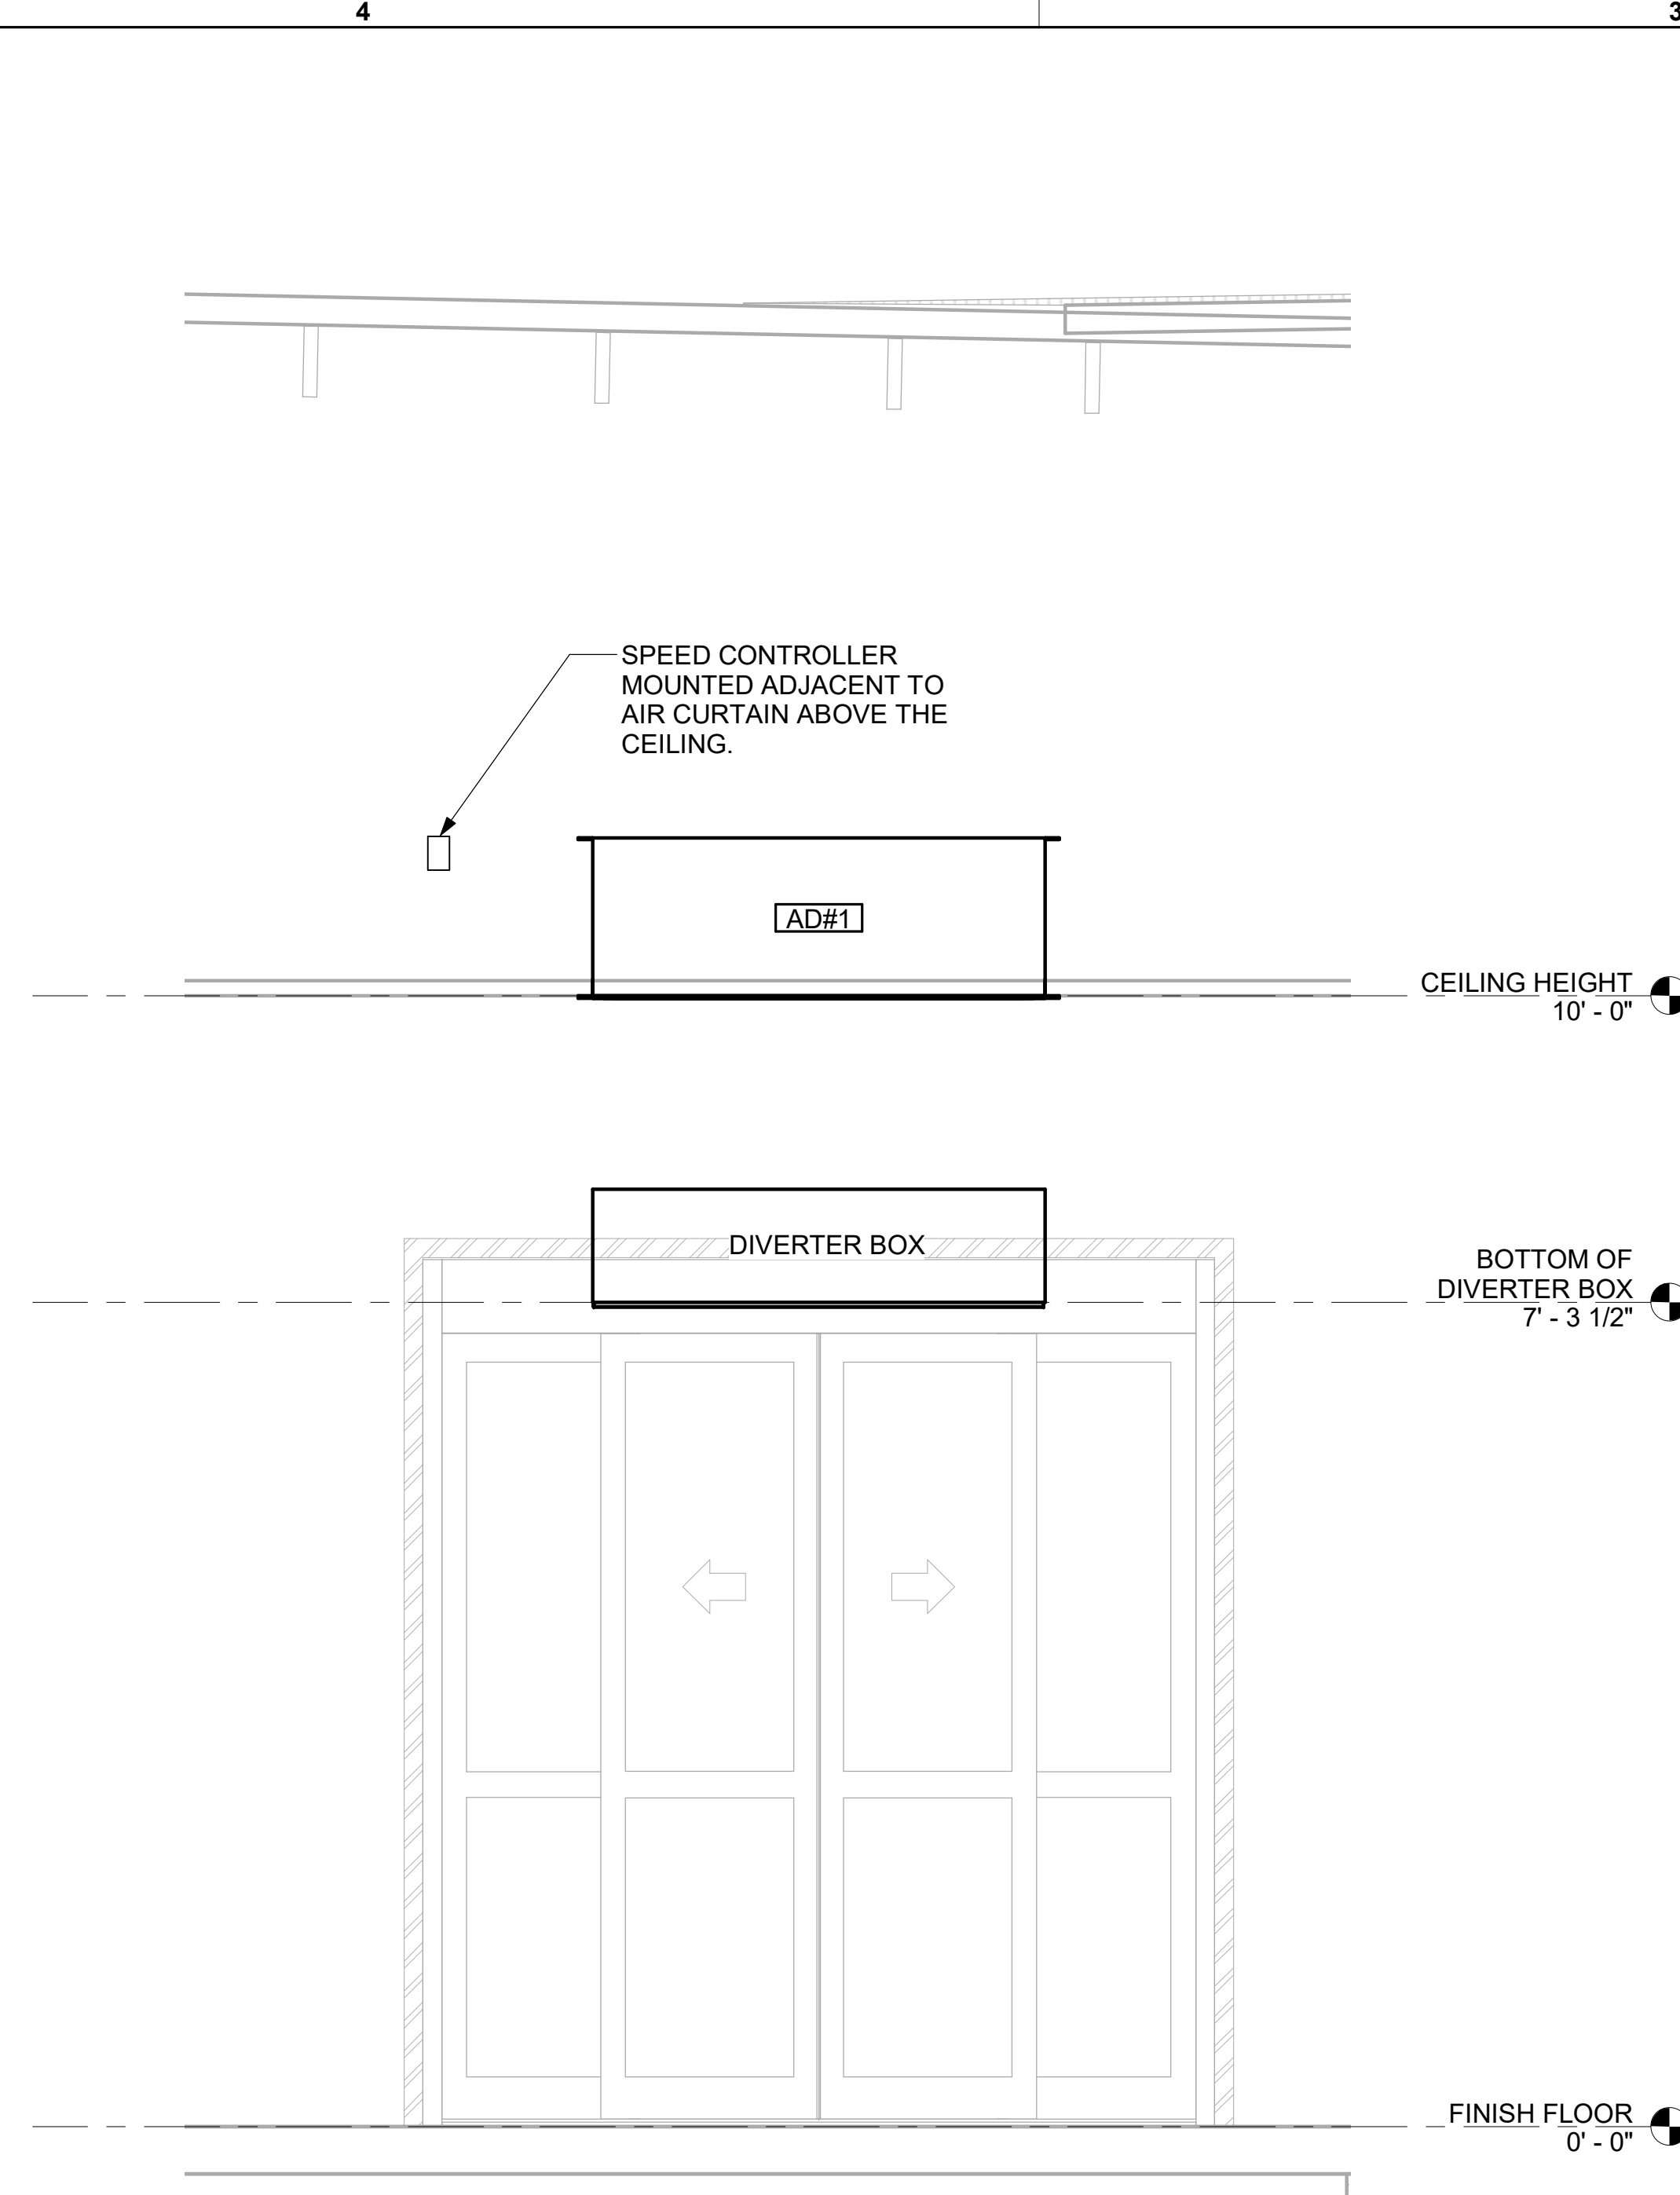 4
3
SPEED CONTROLLER
MOUNTED ADJACENT TO
AIR CURTAIN ABOVE THE
CEILING.
AD#1
CEILING HEIGHT
10' - 0"
DIVERTER BOX
BOTTOM OF
DIVERTER BOX
7' - 3 1/2"
FINISH FLOOR
0' - 0"